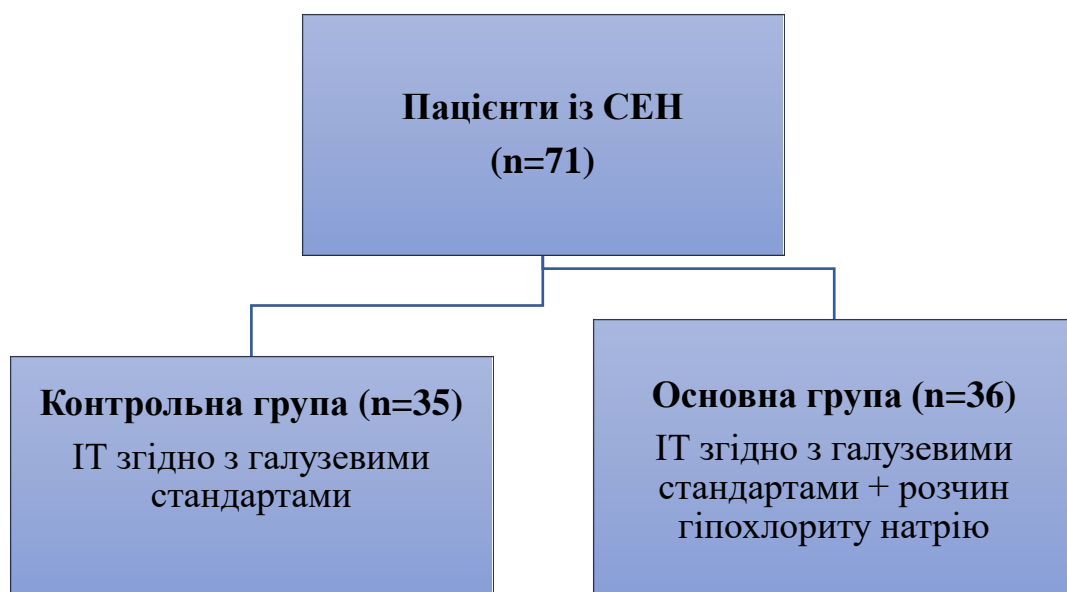 Пацієнти із СЕН
(n=71)
Контрольна група (n=35)
ІТ згідно з галузевими
стандартами
Основна група (n=36)
ІТ згідно з галузевими
стандартами + розчин
гіпохлориту натрію